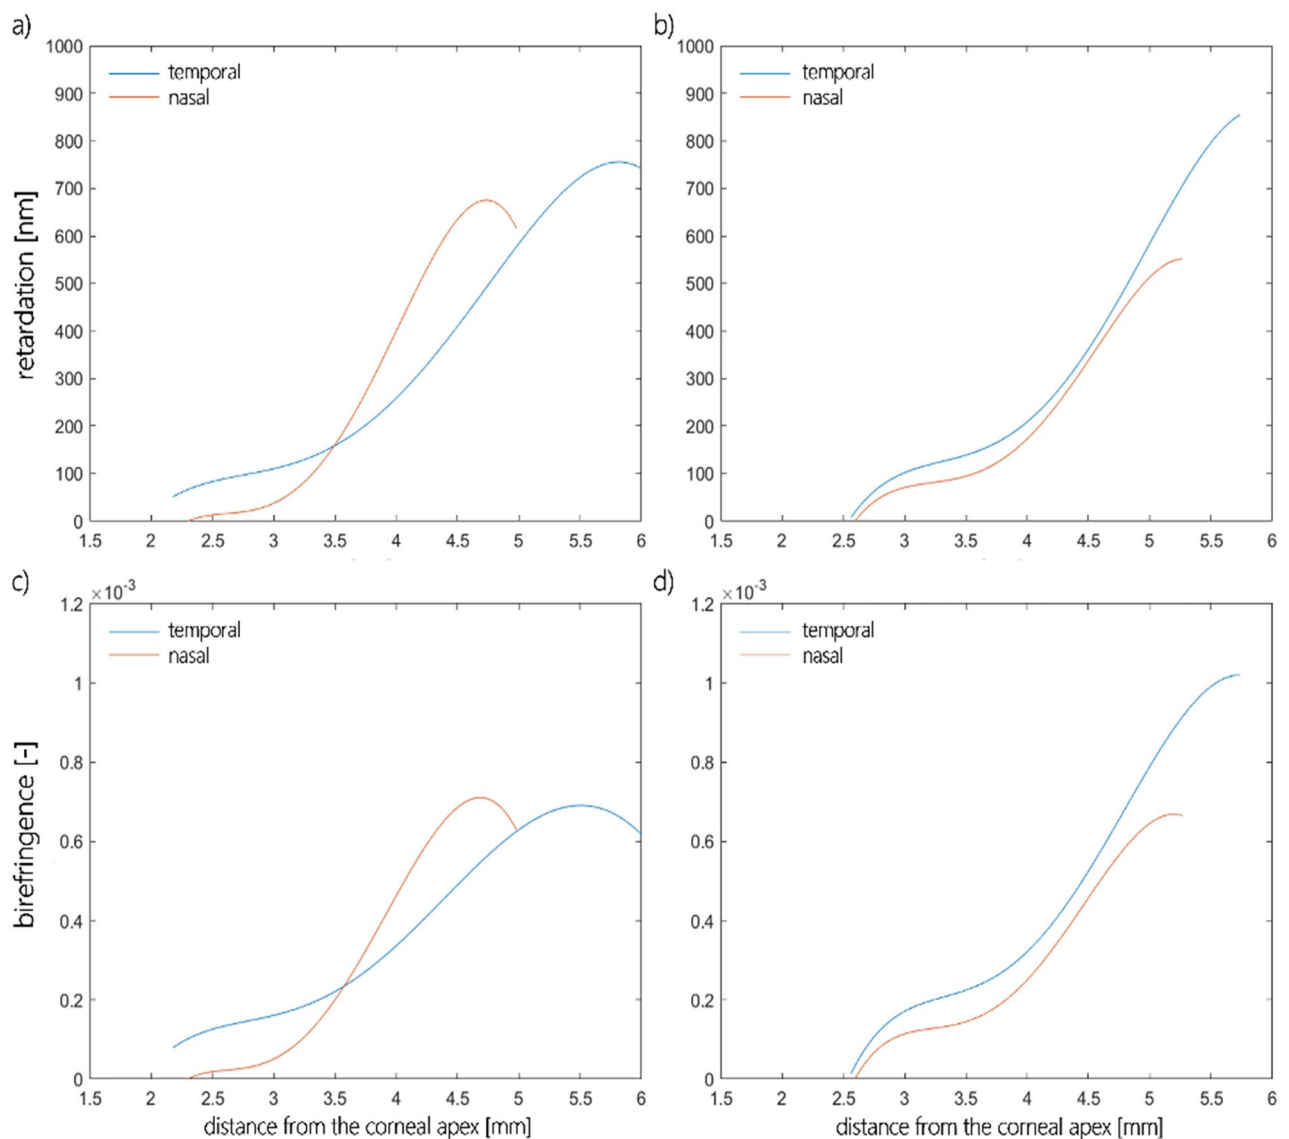 a)
1000
900
800
700
600
500
400
300
200
100
0
retardation [nm]
temporal
nasal
1.5 2 2.5 3 3.5 4 4.5 5 5.5 6
b)
1000
900
800
700
600
500
400
300
200
100
0
temporal
nasal
1.5 2 2.5 3 3.5 4 4.5 5 5.5 6
c)
×10-3
1.2
1
0.8
0.6
0.4
0.2
0
birefringence [-]
temporal
nasal
1.5 2 2.5 3 3.5 4 4.5 5 5.5 6
distance from the corneal apex [mm]
d)
×10-3
1.2
1
0.8
0.6
0.4
0.2
0
temporal
nasal
1.5 2 2.5 3 3.5 4 4.5 5 5.5 6
distance from the corneal apex [mm]